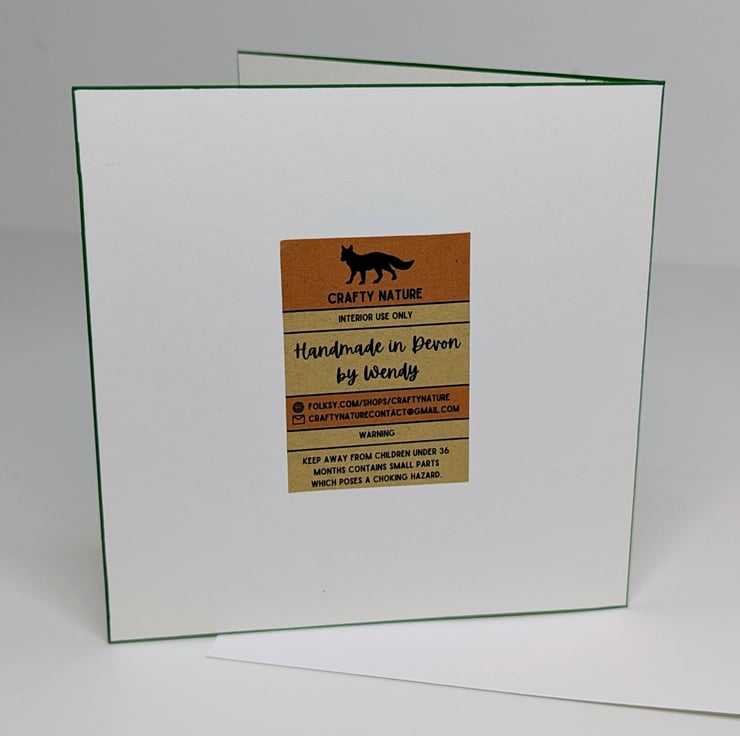 CRAFTY NATURE
INTERIOR USE ONLY
Handmade in Devon
by Wendy
FOLKSY.COM/SHOPS/CRAFTYNATURE
CRAFTYNATURECONTACT@GMAIL.COM
WARNING
KEEP AWAY FROM CHILDREN UNDER 36
MONTHS CONTAINS SMALL PARTS
WHICH POSES A CHOKING HAZARD.